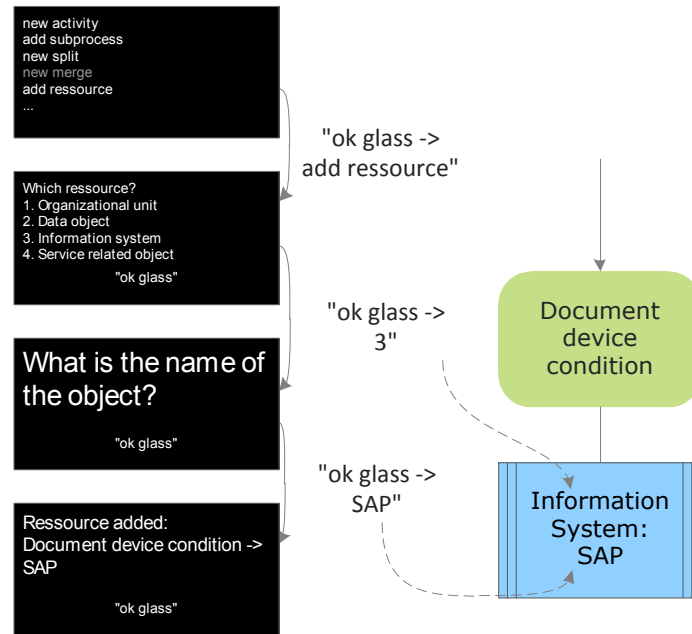 new activity
add subprocess
new split
new merge
add ressource
...
"ok glass ->
add ressource"
Which ressource?
1. Organizational unit
2. Data object
3. Information system
4. Service related object
"ok glass"
"ok glass ->
3"
Document
device
condition
What is the name of
the object?
"ok glass"
"ok glass ->
SAP"
Information
System:
SAP
Ressource added:
Document device condition ->
SAP
"ok glass"